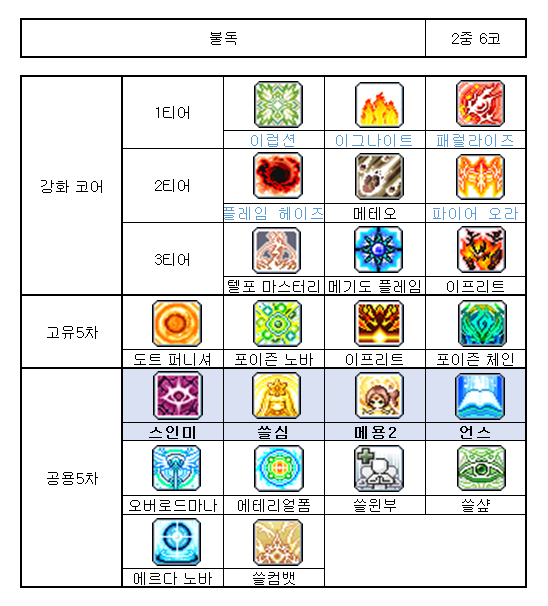 불독 2중 6코
강화 코어
1티어
이럽션 이그나이트 패럴라이즈
2티어
플레임 헤이즈 메테오 파이어 오라
3티어
텔포 마스터리 메기도 플레임 이프리트
고유5차
도트 퍼니셔 포이즌 노바 이프리트 포이즌 체인
공용5차
스인미 쓸심 메용2 언스
오버로드마나 에테리얼폼 쓸윈부 쓸샾
에르다 노바 쓸컴뱃